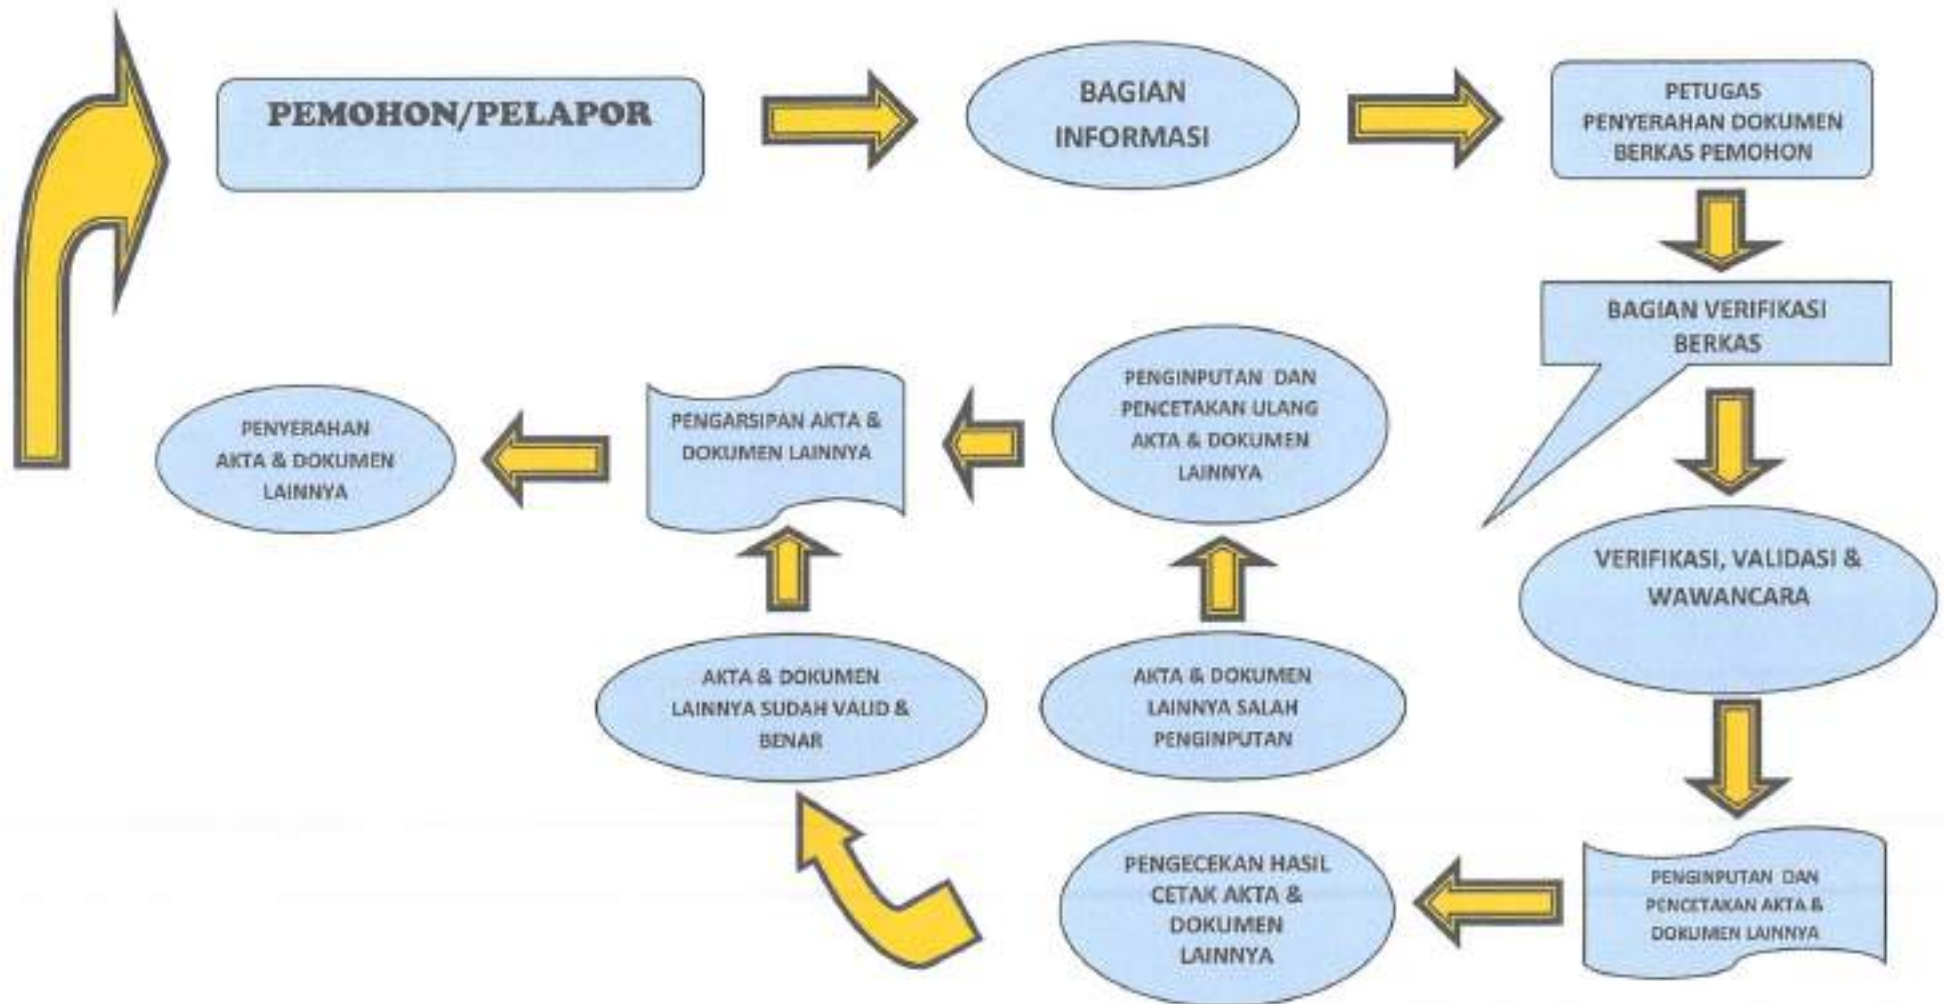 PEMOHON/PELAPOR
BAGIAN
INFORMASI
PETUGAS
PENYERAHAN DOKUMEN
BERKAS PEMOHON
BAGIAN VERIFIKASI
BERKAS
VERIFIKASI, VALIDASI &
WAWANCARA
PENGINPUTAN DAN
PENCETAKAN AKTA &
DOKUMEN LAINNYA
PENGECEKAN HASIL
CETAK AKTA &
DOKUMEN
LAINNYA
AKTA & DOKUMEN
LAINNYA SUDAH VALID &
BENAR
AKTA & DOKUMEN
LAINNYA SALAH
PENGINPUTAN
PENGINPUTAN DAN
PENCETAKAN ULANG
AKTA & DOKUMEN
LAINNYA
PENGARSIPAN AKTA &
DOKUMEN LAINNYA
PENYERAHAN
AKTA & DOKUMEN
LAINNYA